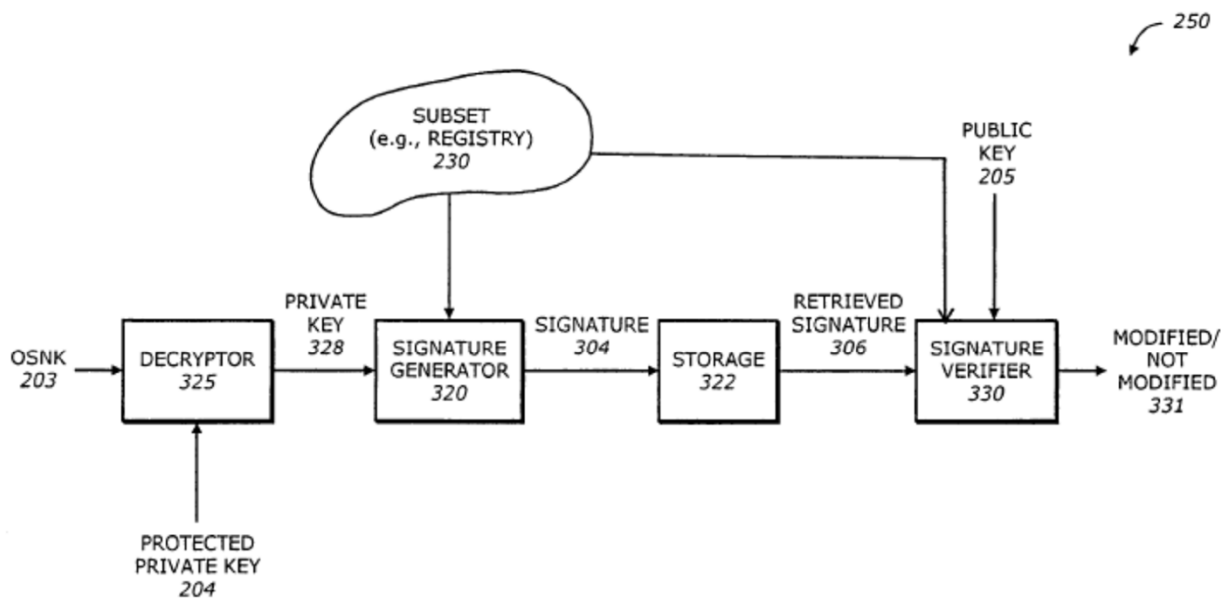 250
SUBSET
(e.g., REGISTRY)
230
PUBLIC
KEY
205
OSNK
203
DECRYPTOR
325
PRIVATE
KEY
328
SIGNATURE
GENERATOR
320
SIGNATURE
304
STORAGE
322
RETRIEVED
SIGNATURE
306
SIGNATURE
VERIFIER
330
MODIFIED/
NOT
MODIFIED
331
PROTECTED
PRIVATE KEY
204